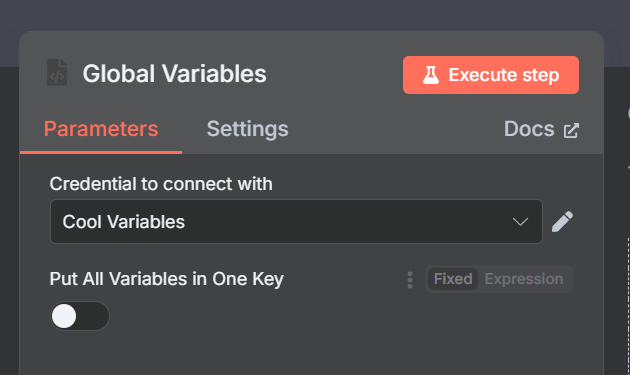 Global Variables
Execute step
Parameters
Settings
Docs
Credential to connect with
Cool Variables
Put All Variables in One Key
Fixed
Expression